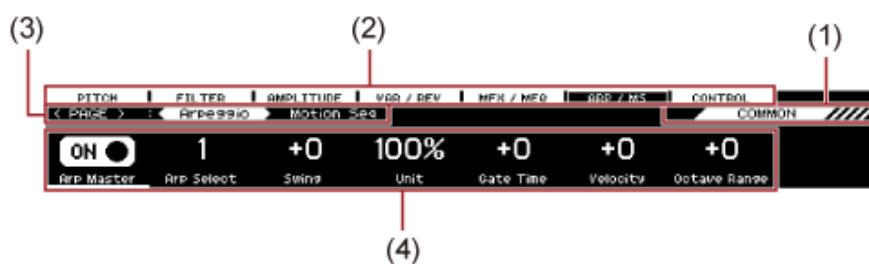 (3) (2) (1)
PITCH FILTER AMPLITUDE VAR / REV MFX / MEQ ARP / MS CONTROL
< PAGE > : Arpeggio Motion Seq COMMON
ON 1 +0 100% +0 +0 +0
Arp Master Arp Select Swing Unit Gate Time Velocity Octave Range
(4)